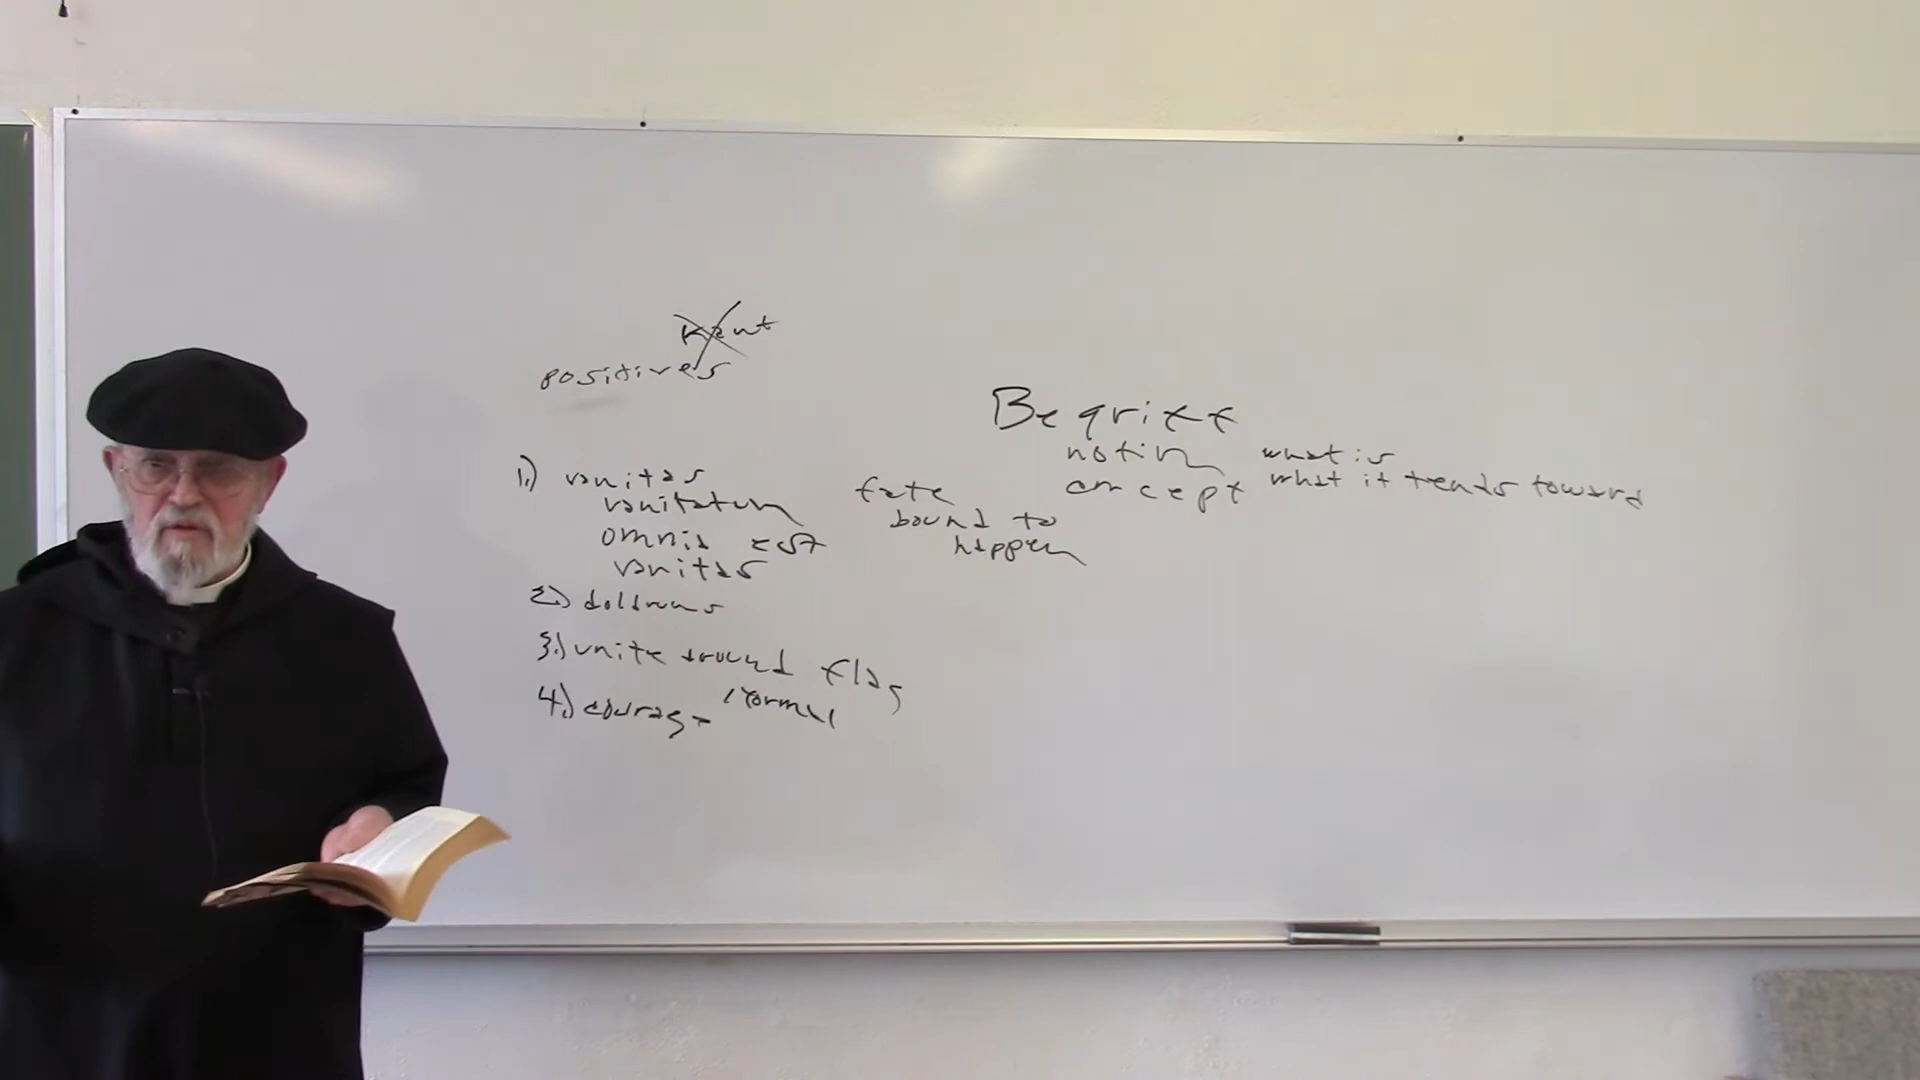 Kant
positives
Begriff
notion what is
concept what it tends toward
1.) vanitas
vanitatum
omnis est
vanitas
fate
bound to
happen
2.) doldrums
3.) unite around flag
4.) courage / formal